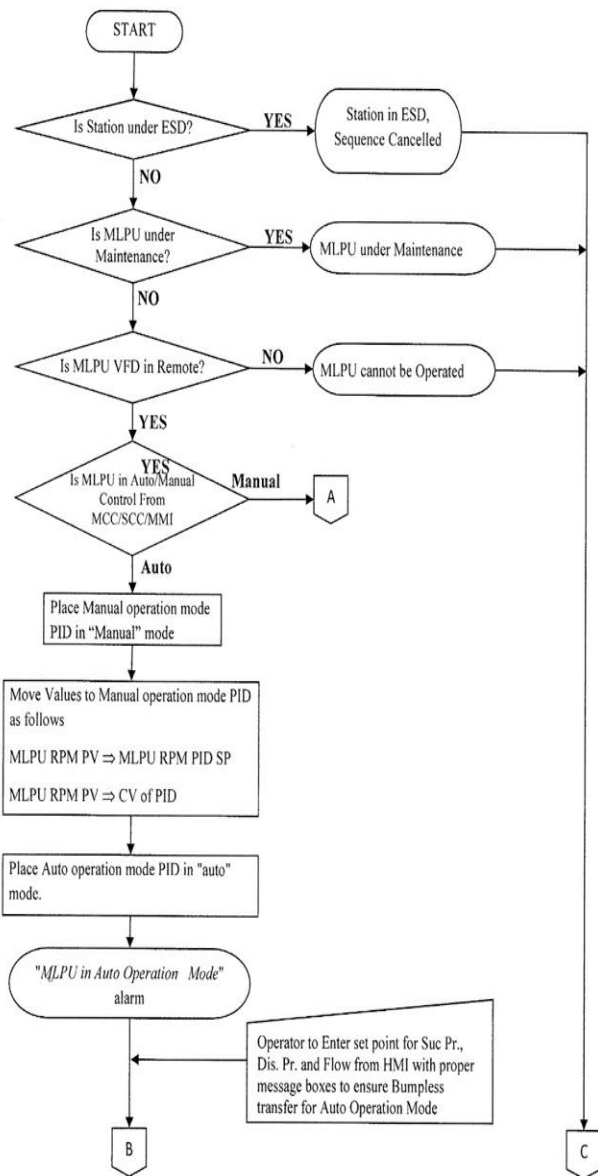 START
Is Station under ESD?
YES
Station in ESD,
Sequence Cancelled
NO
Is MLPU under
Maintenance?
YES
MLPU under Maintenance
NO
Is MLPU VFD in Remote?
NO
MLPU cannot be Operated
YES
YES
Is MLPU in Auto/Manual
Control From
MCC/SCC/MMI
Manual
A
Auto
Place Manual operation mode
PID in “Manual” mode
Move Values to Manual operation mode PID
as follows
MLPU RPM PV ⇒ MLPU RPM PID SP
MLPU RPM PV ⇒ CV of PID
Place Auto operation mode PID in "auto"
mode.
"MLPU in Auto Operation Mode"
alarm
Operator to Enter set point for Suc Pr.,
Dis. Pr. and Flow from HMI with proper
message boxes to ensure Bumpless
transfer for Auto Operation Mode
B
C